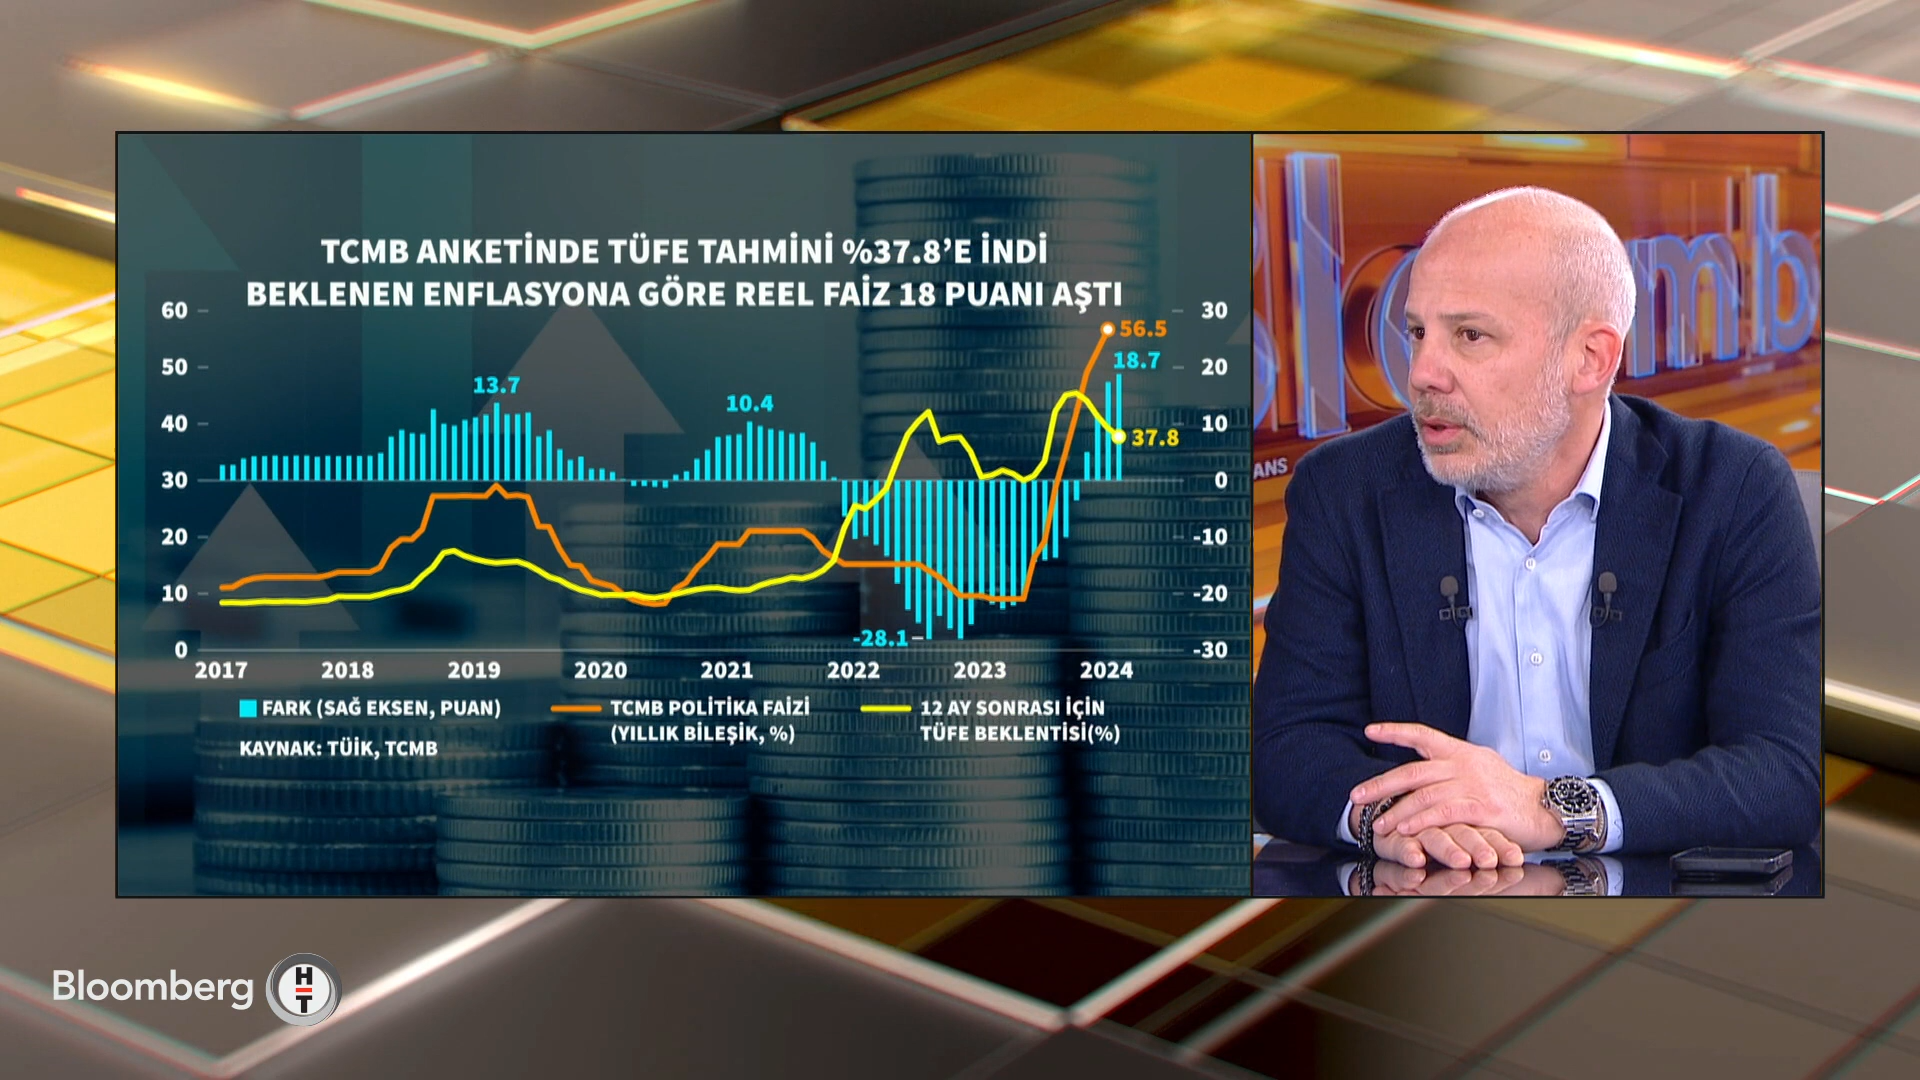 TCMB ANKETİNDE TÜFE TAHMİNİ %37.8’E İNDİ
BEKLENEN ENFLASYONA GÖRE REEL FAİZ 18 PUANI AŞTI
60
50
40
30
20
10
0
30
20
10
0
-10
-20
-30
13.7
10.4
-28.1
56.5
18.7
37.8
2017 2018 2019 2020 2021 2022 2023 2024
FARK (SAĞ EKSEN, PUAN)
TCMB POLİTİKA FAİZİ
(YILLIK BİLEŞİK, %)
12 AY SONRASI İÇİN
TÜFE BEKLENTİSİ(%)
KAYNAK: TÜİK, TCMB
Bloomberg HT